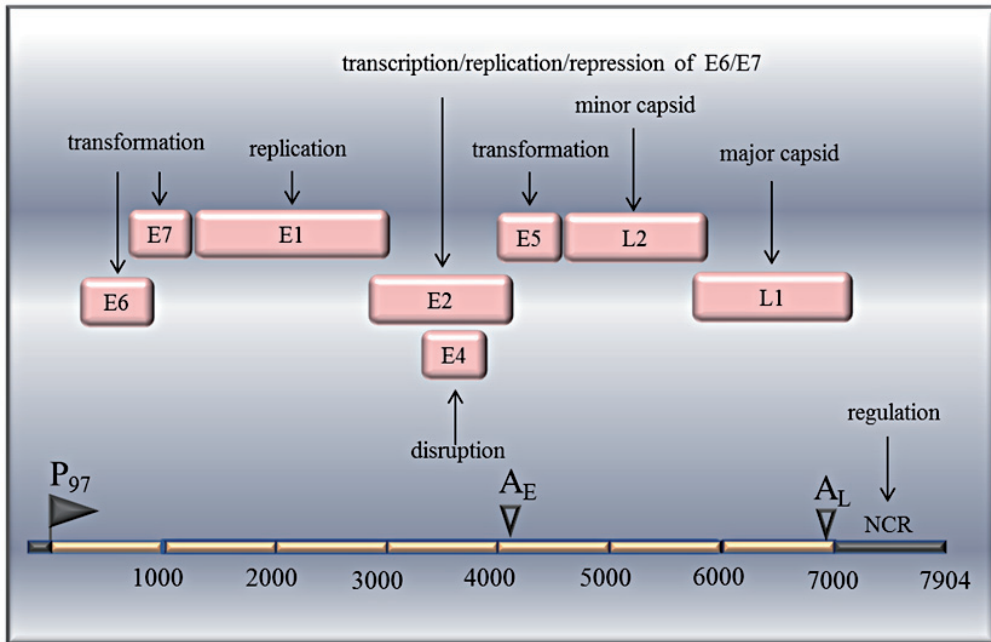 transcription/replication/repression of E6/E7
minor capsid
transformation
replication
transformation
major capsid
E7
E1
E5
L2
E6
E2
L1
E4
regulation
disruption
P97
AE
AL
NCR
1000
2000
3000
4000
5000
6000
7000
7904